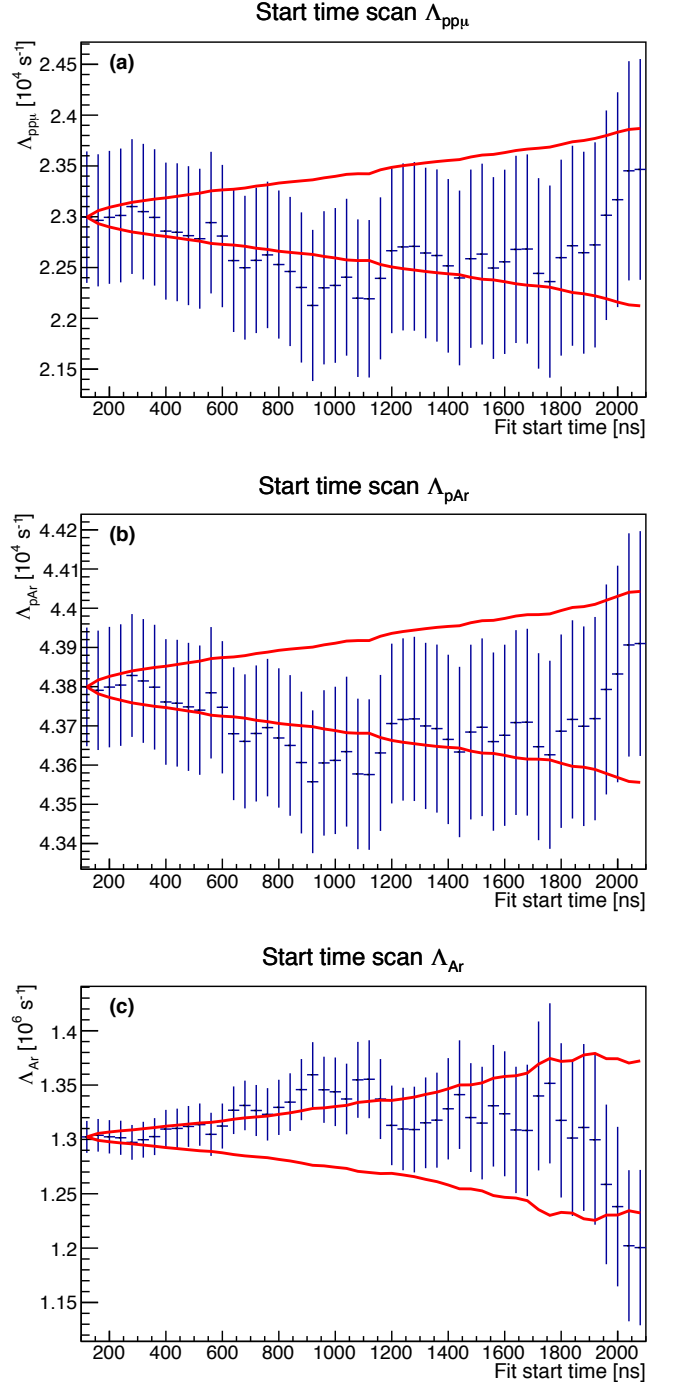 Start time scan Λppμ
(a)
Λppμ [10⁴ s⁻¹]
2.45
2.4
2.35
2.3
2.25
2.2
2.15
200 400 600 800 1000 1200 1400 1600 1800 2000
Fit start time [ns]
Start time scan ΛpAr
(b)
ΛpAr [10⁴ s⁻¹]
4.42
4.41
4.4
4.39
4.38
4.37
4.36
4.35
4.34
200 400 600 800 1000 1200 1400 1600 1800 2000
Fit start time [ns]
Start time scan ΛAr
(c)
ΛAr [10⁶ s⁻¹]
1.4
1.35
1.3
1.25
1.2
1.15
200 400 600 800 1000 1200 1400 1600 1800 2000
Fit start time [ns]